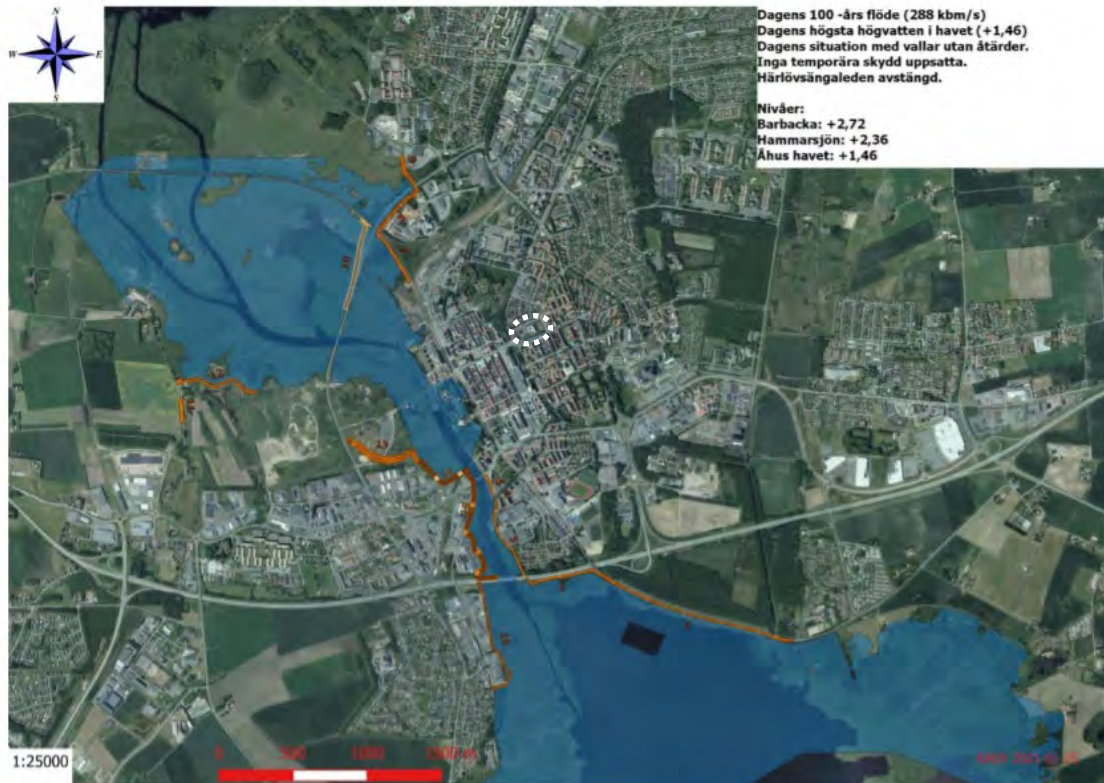 N
W
E
S
Dagens 100 -års flöde (288 kbm/s)
Dagens högsta högvatten i havet (+1,46)
Dagens situation med vallar utan åtärder.
Inga temporära skydd uppsatta.
Härlövsängaleden avstängd.
Nivåer:
Barbacka: +2,72
Hammarsjön: +2,36
Åhus havet: +1,46
1:25000
0
500
1000
1500 m